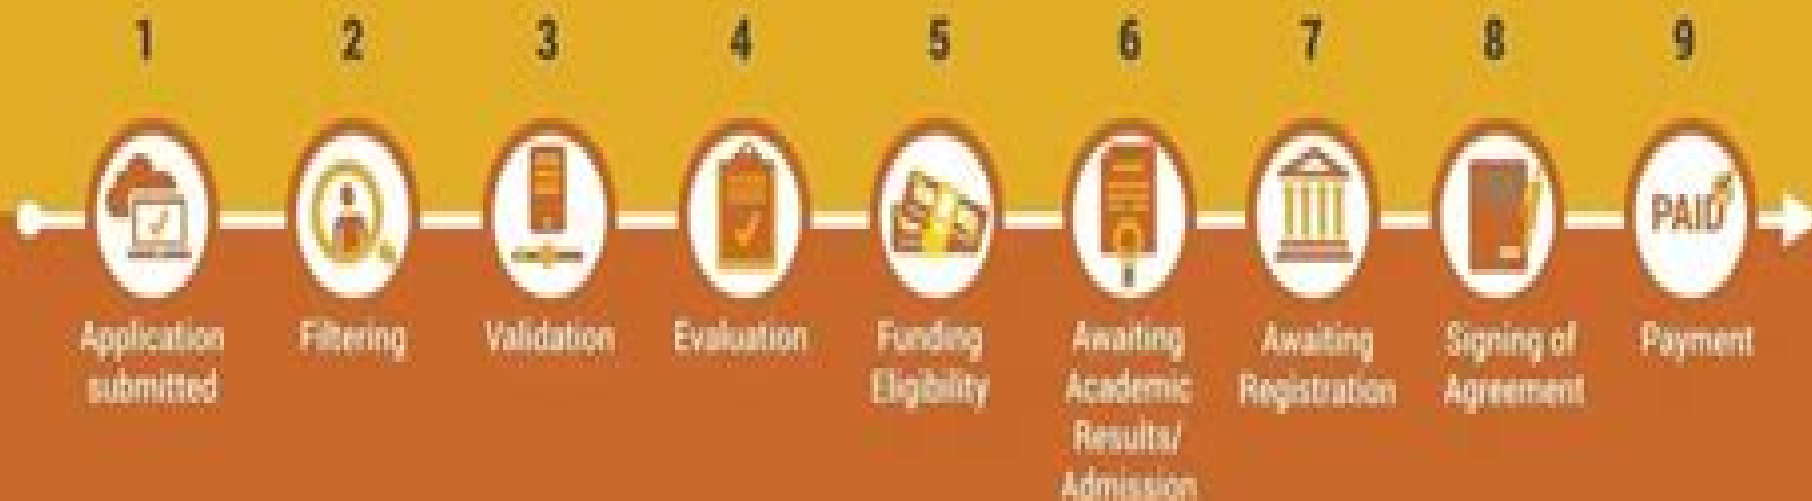 1 2 3 4 5 6 7 8 9
PAID
Application
submitted
Filtering
Validation
Evaluation
Funding
Eligibility
Awaiting
Academic
Results/
Admission
Awaiting
Registration
Signing of
Agreement
Payment